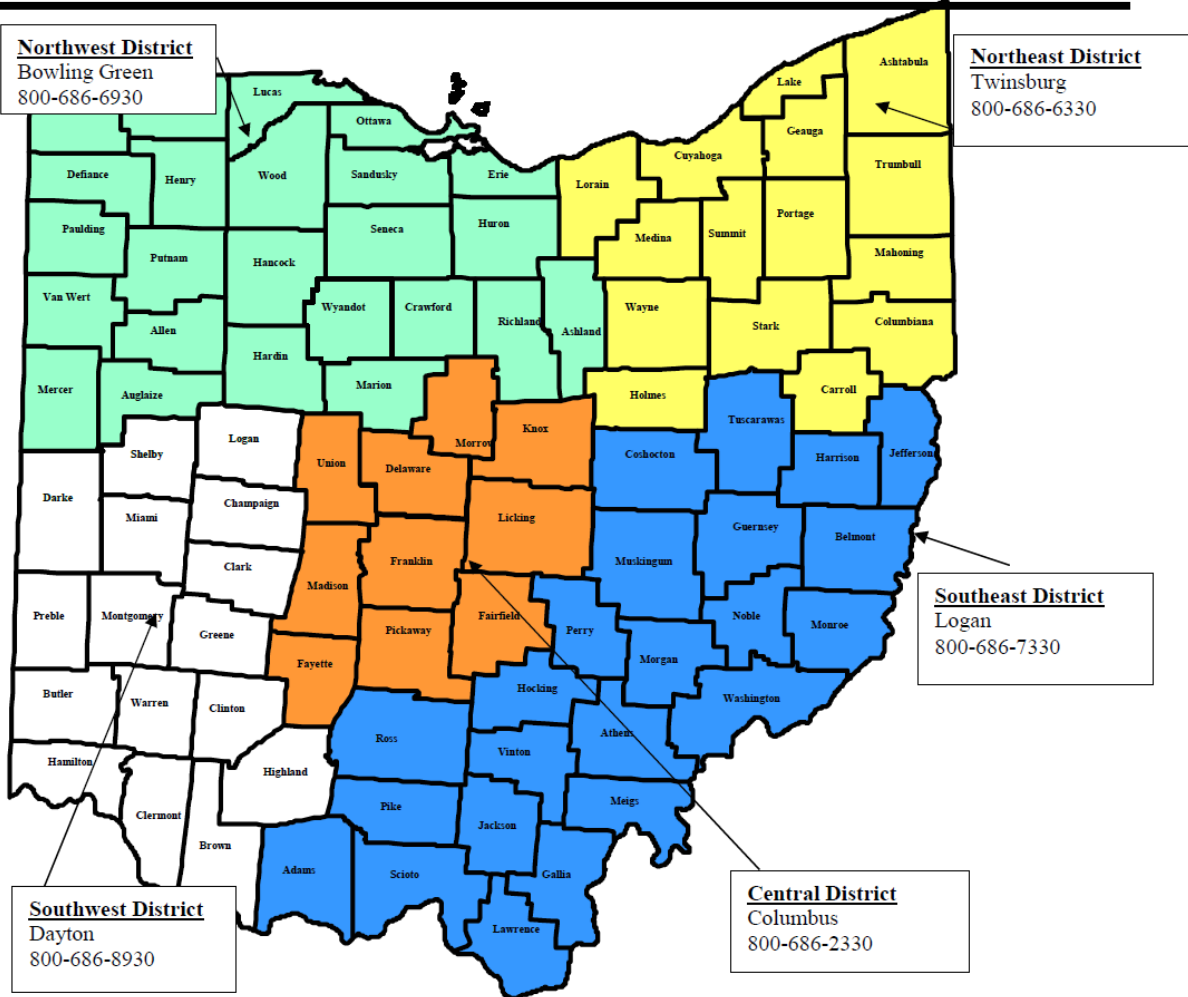 Northwest District
Bowling Green
800-686-6930
Northeast District
Twinsburg
800-686-6330
Southeast District
Logan
800-686-7330
Central District
Columbus
800-686-2330
Southwest District
Dayton
800-686-8930
Lucas
Ottawa
Defiance
Henry
Wood
Sandusky
Erie
Paulding
Putnam
Hancock
Seneca
Huron
Van Wert
Allen
Wyandot
Crawford
Richland
Ashland
Mercer
Auglaize
Hardin
Marion
Ashtabula
Lake
Geauga
Cuyahoga
Trumbull
Lorain
Medina
Summit
Portage
Mahoning
Wayne
Stark
Columbiana
Holmes
Carroll
Morrow
Knox
Union
Delaware
Licking
Franklin
Madison
Fairfield
Pickaway
Fayette
Logan
Shelby
Darke
Champaign
Miami
Clark
Preble
Montgomery
Greene
Butler
Warren
Clinton
Hamilton
Highland
Clermont
Brown
Tuscarawas
Coshocton
Harrison
Jefferson
Guernsey
Belmont
Muskingum
Noble
Monroe
Perry
Morgan
Washington
Hocking
Athens
Ross
Vinton
Meigs
Pike
Jackson
Adams
Scioto
Gallia
Lawrence